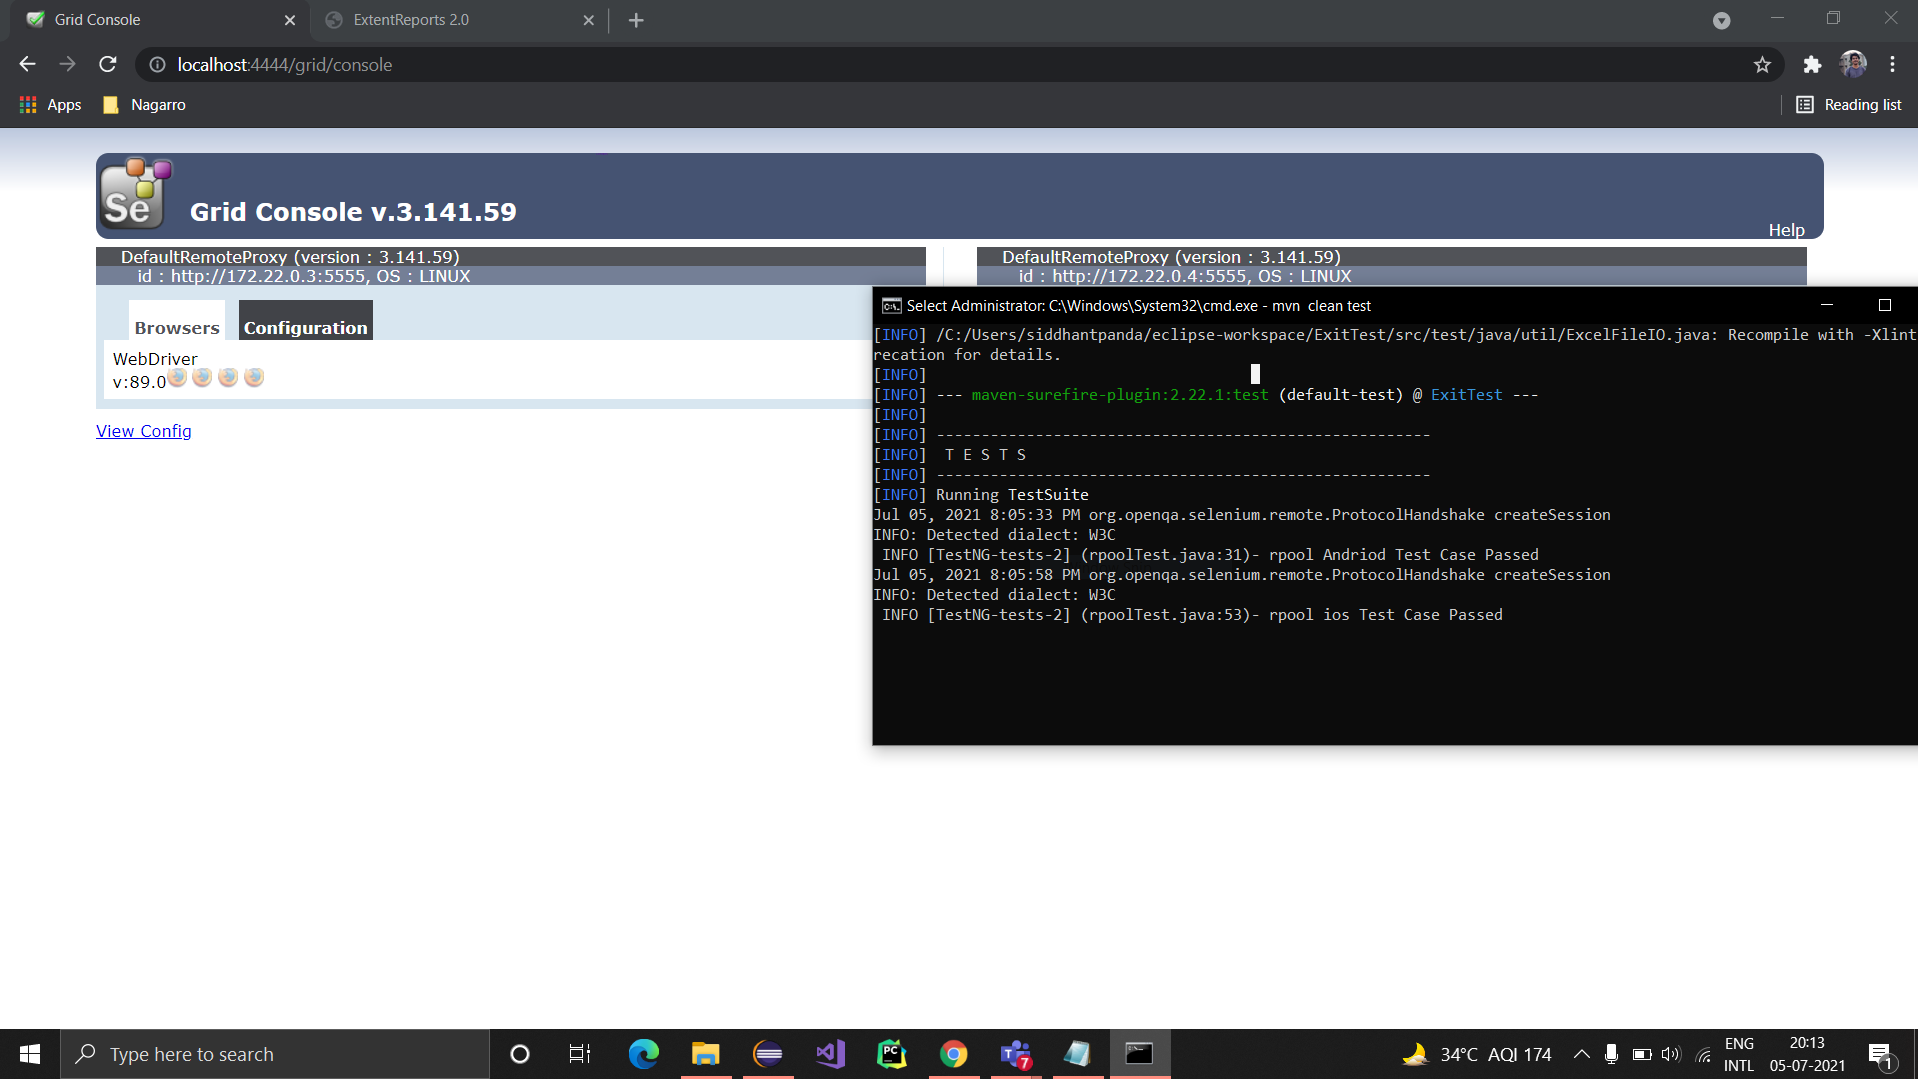 Grid Console
ExtentReports 2.0
localhost:4444/grid/console
Apps
Nagarro
Reading list
Se
Grid Console v.3.141.59
Help
DefaultRemoteProxy (version : 3.141.59)
id : http://172.22.0.3:5555, OS : LINUX
DefaultRemoteProxy (version : 3.141.59)
id : http://172.22.0.4:5555, OS : LINUX
Browsers
Configuration
WebDriver
v:89.0
View Config
Select Administrator: C:\Windows\System32\cmd.exe - mvn  clean test
[INFO] /C:/Users/siddhantpanda/eclipse-workspace/ExitTest/src/test/java/util/ExcelFileIO.java: Recompile with -Xlint
recation for details.
[INFO]
[INFO] --- maven-surefire-plugin:2.22.1:test (default-test) @ ExitTest ---
[INFO]
[INFO] -------------------------------------------------------
[INFO]  T E S T S
[INFO] -------------------------------------------------------
[INFO] Running TestSuite
Jul 05, 2021 8:05:33 PM org.openqa.selenium.remote.ProtocolHandshake createSession
INFO: Detected dialect: W3C
 INFO [TestNG-tests-2] (rpoolTest.java:31)- rpool Andriod Test Case Passed
Jul 05, 2021 8:05:58 PM org.openqa.selenium.remote.ProtocolHandshake createSession
INFO: Detected dialect: W3C
 INFO [TestNG-tests-2] (rpoolTest.java:53)- rpool ios Test Case Passed
Type here to search
PC
7
34°C AQI 174
ENG
INTL
20:13
05-07-2021
1